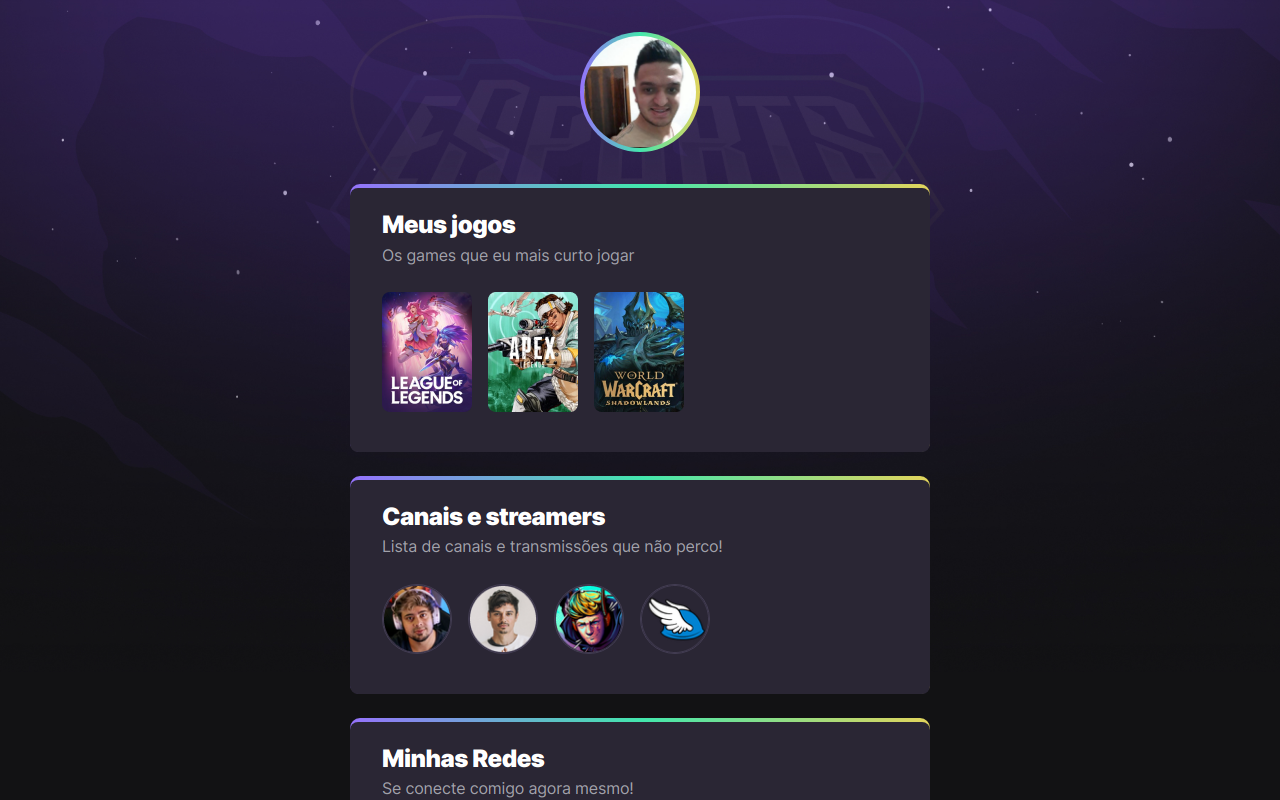 ESPORTS
Meus jogos
Os games que eu mais curto jogar
LEAGUE OF
LEGENDS
APEX
LEGENDS
WORLD
WARCRAFT
SHADOWLANDS
Canais e streamers
Lista de canais e transmissões que não perco!
Minhas Redes
Se conecte comigo agora mesmo!